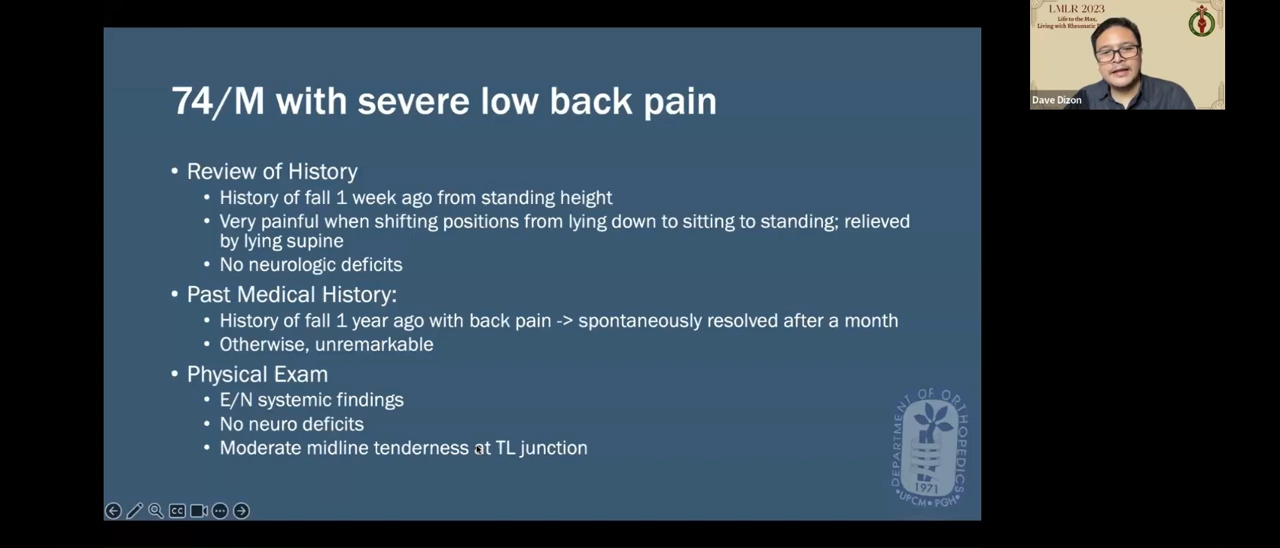 74/M with severe low back pain
• Review of History
• History of fall 1 week ago from standing height
• Very painful when shifting positions from lying down to sitting to standing; relieved
by lying supine
• No neurologic deficits
• Past Medical History:
• History of fall 1 year ago with back pain -> spontaneously resolved after a month
• Otherwise, unremarkable
• Physical Exam
• E/N systemic findings
• No neuro deficits
• Moderate midline tenderness at TL junction
DEPARTMENT OF ORTHOPEDICS
1971
UPCM • PGH
CC
LMLR 2023
Life to the Max,
Living with Rheumatic
Dave Dizon